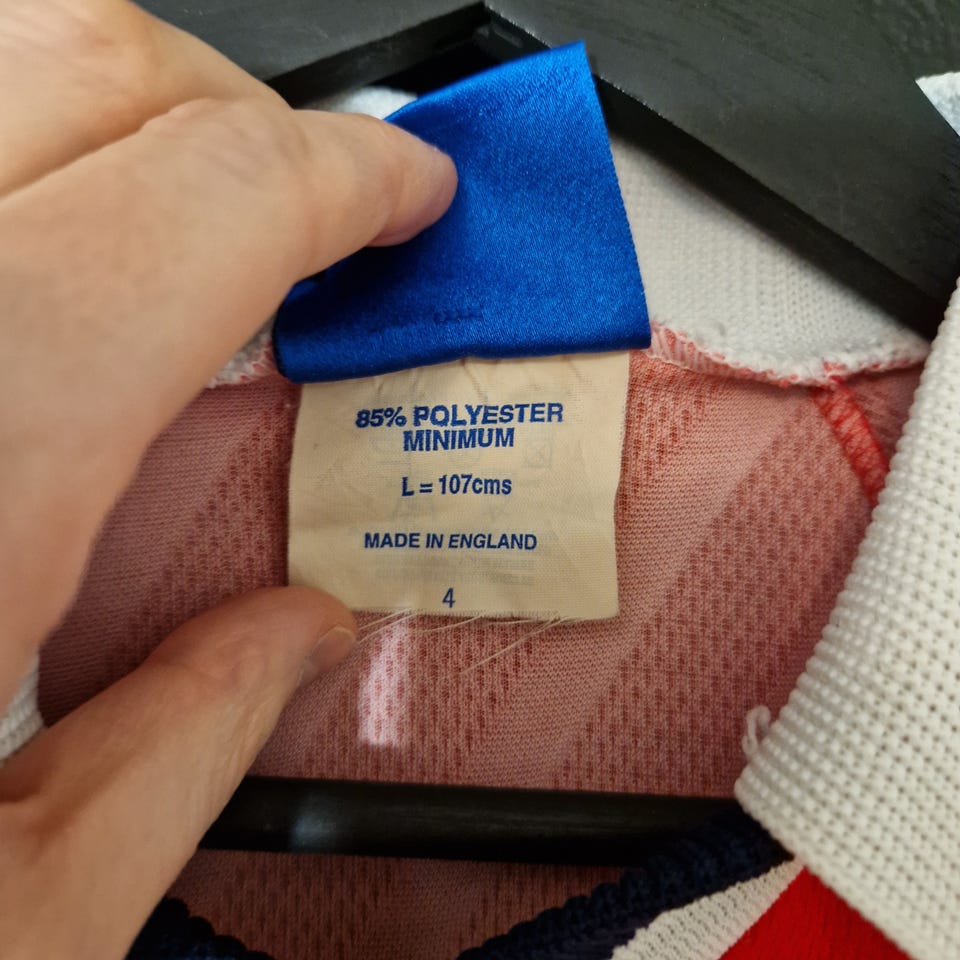 85% POLYESTER
MINIMUM
L = 107cms
MADE IN ENGLAND
4